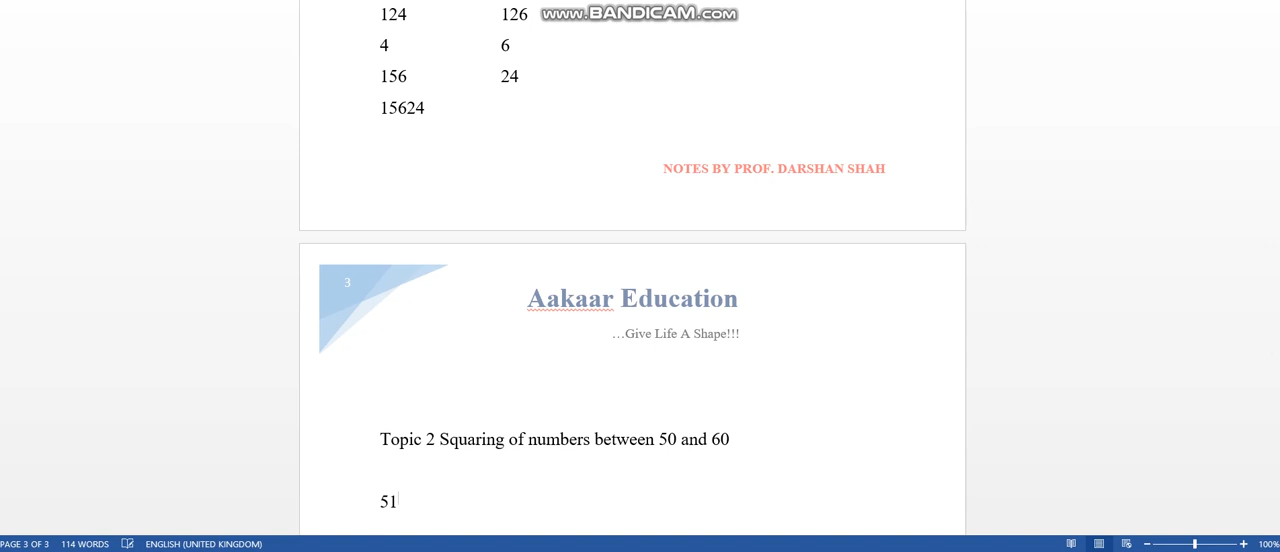 124 126
www.BANDICAM.com
4 6
156 24
15624
NOTES BY PROF. DARSHAN SHAH
3
Aakaar Education
...Give Life A Shape!!!
Topic 2 Squaring of numbers between 50 and 60
51
PAGE 3 OF 3 114 WORDS ENGLISH (UNITED KINGDOM) 100%